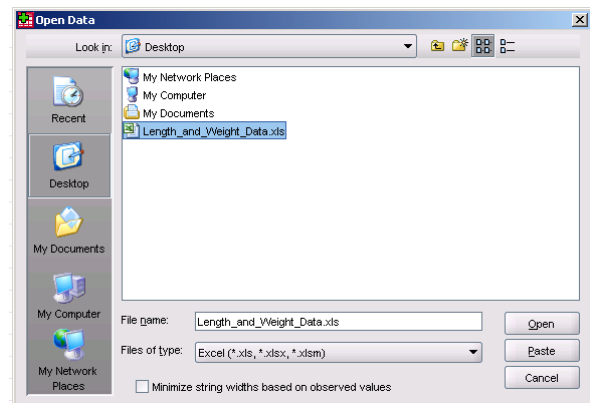 Open Data
Look in: Desktop
My Network Places
My Computer
My Documents
Length_and_Weight_Data.xls
Recent
Desktop
My Documents
My Computer
My Network
Places
File name: Length_and_Weight_Data.xls Open
Files of type: Excel (*.xls, *.xlsx, *.xlsm) Paste
Minimize string widths based on observed values Cancel